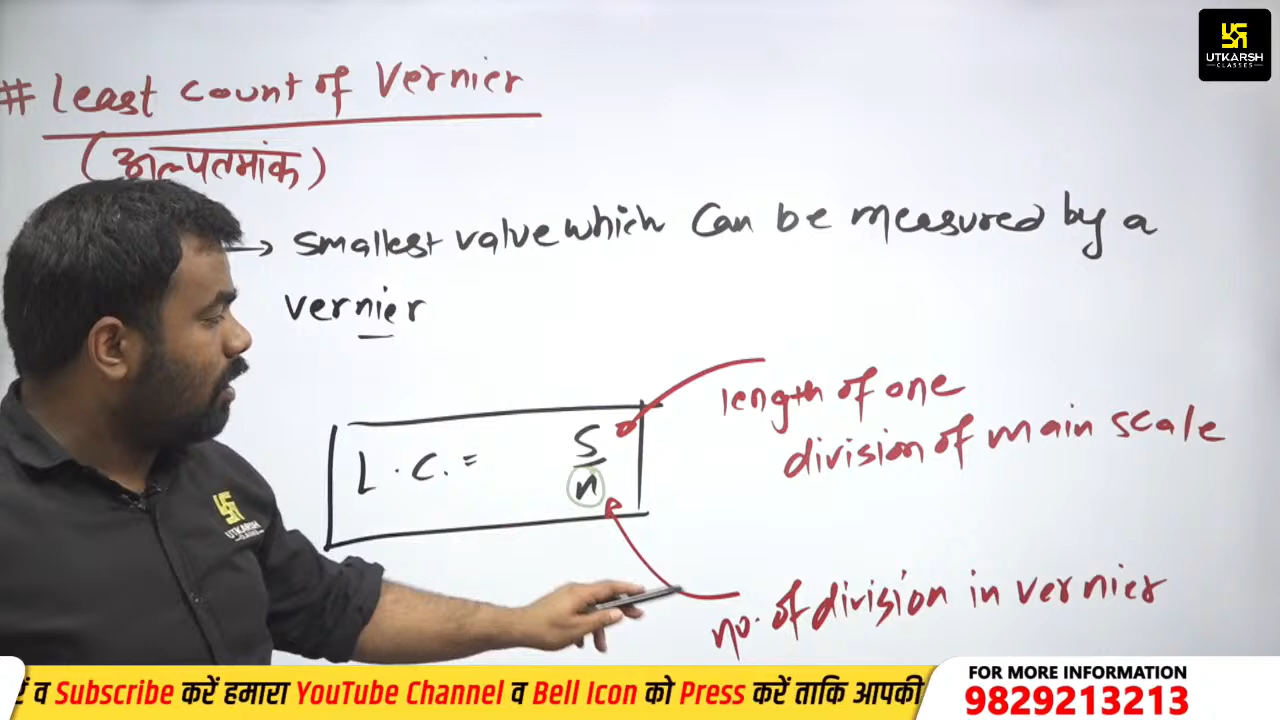 # Least count of Vernier
(अल्पतमांक)
→ smallest value which can be measured by a
vernier
L.C. = S/n
length of one
division of main scale
no. of division in vernier
UTKARSH
CLASSES
UTKARSH
CLASSES
व Subscribe करें हमारा YouTube Channel व Bell Icon को Press करें ताकि आपकी
FOR MORE INFORMATION
9829213213